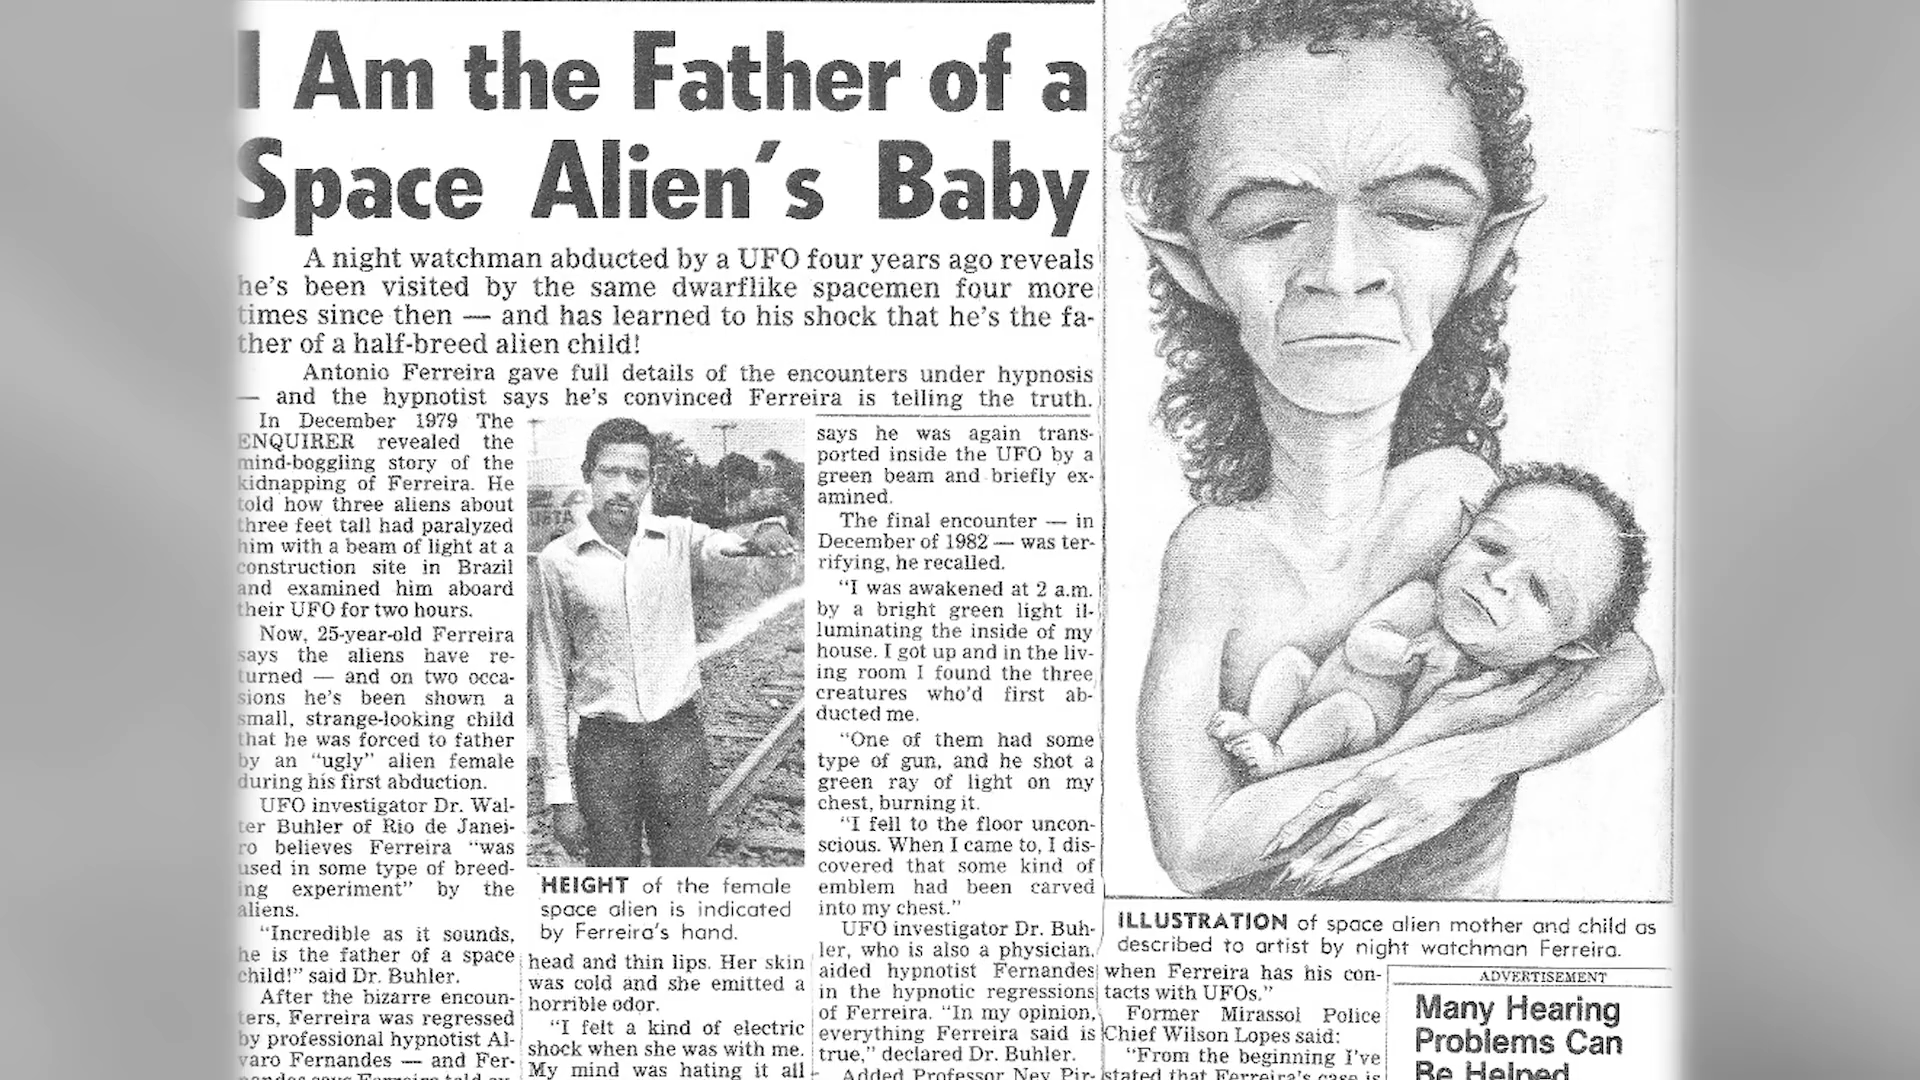 I Am the Father of a
Space Alien's Baby
A night watchman abducted by a UFO four years ago reveals
he's been visited by the same dwarflike spacemen four more
times since then — and has learned to his shock that he's the fa-
ther of a half-breed alien child!
Antonio Ferreira gave full details of the encounters under hypnosis
— and the hypnotist says he's convinced Ferreira is telling the truth.
In December 1979 The
ENQUIRER revealed the
mind-boggling story of the
kidnapping of Ferreira. He
told how three aliens about
three feet tall had paralyzed
him with a beam of light at a
construction site in Brazil
and examined him aboard
their UFO for two hours.
Now, 25-year-old Ferreira
says the aliens have re-
turned — and on two occa-
sions he's been shown a
small, strange-looking child
that he was forced to father
by an "ugly" alien female
during his first abduction.
UFO investigator Dr. Wal-
ter Buhler of Rio de Janei-
ro believes Ferreira "was
used in some type of breed-
ing experiment" by the
aliens.
"Incredible as it sounds,
he is the father of a space
child!" said Dr. Buhler.
After the bizarre encoun-
ters, Ferreira was regressed
by professional hypnotist Al-
varo Fernandes — and Fer-
HEIGHT of the female
space alien is indicated
by Ferreira's hand.
head and thin lips. Her skin
was cold and she emitted a
horrible odor.
"I felt a kind of electric
shock when she was with me.
My mind was hating it all
says he was again trans-
ported inside the UFO by a
green beam and briefly ex-
amined.
The final encounter — in
December of 1982 — was ter-
rifying, he recalled.
"I was awakened at 2 a.m.
by a bright green light il-
luminating the inside of my
house. I got up and in the liv-
ing room I found the three
creatures who'd first ab-
ducted me.
"One of them had some
type of gun, and he shot a
green ray of light on my
chest, burning it.
"I fell to the floor uncon-
scious. When I came to, I dis-
covered that some kind of
emblem had been carved
into my chest."
UFO investigator Dr. Buh-
ler, who is also a physician,
aided hypnotist Fernandes
in the hypnotic regressions
of Ferreira. "In my opinion,
everything Ferreira said is
true," declared Dr. Buhler.
Added Professor Ney Pir-
ILLUSTRATION of space alien mother and child as
described to artist by night watchman Ferreira.
when Ferreira has his con-
tacts with UFOs."
Former Mirassol Police
Chief Wilson Lopes said:
"From the beginning I've
stated that Ferreira's case is
ADVERTISEMENT
Many Hearing
Problems Can
Be Helped